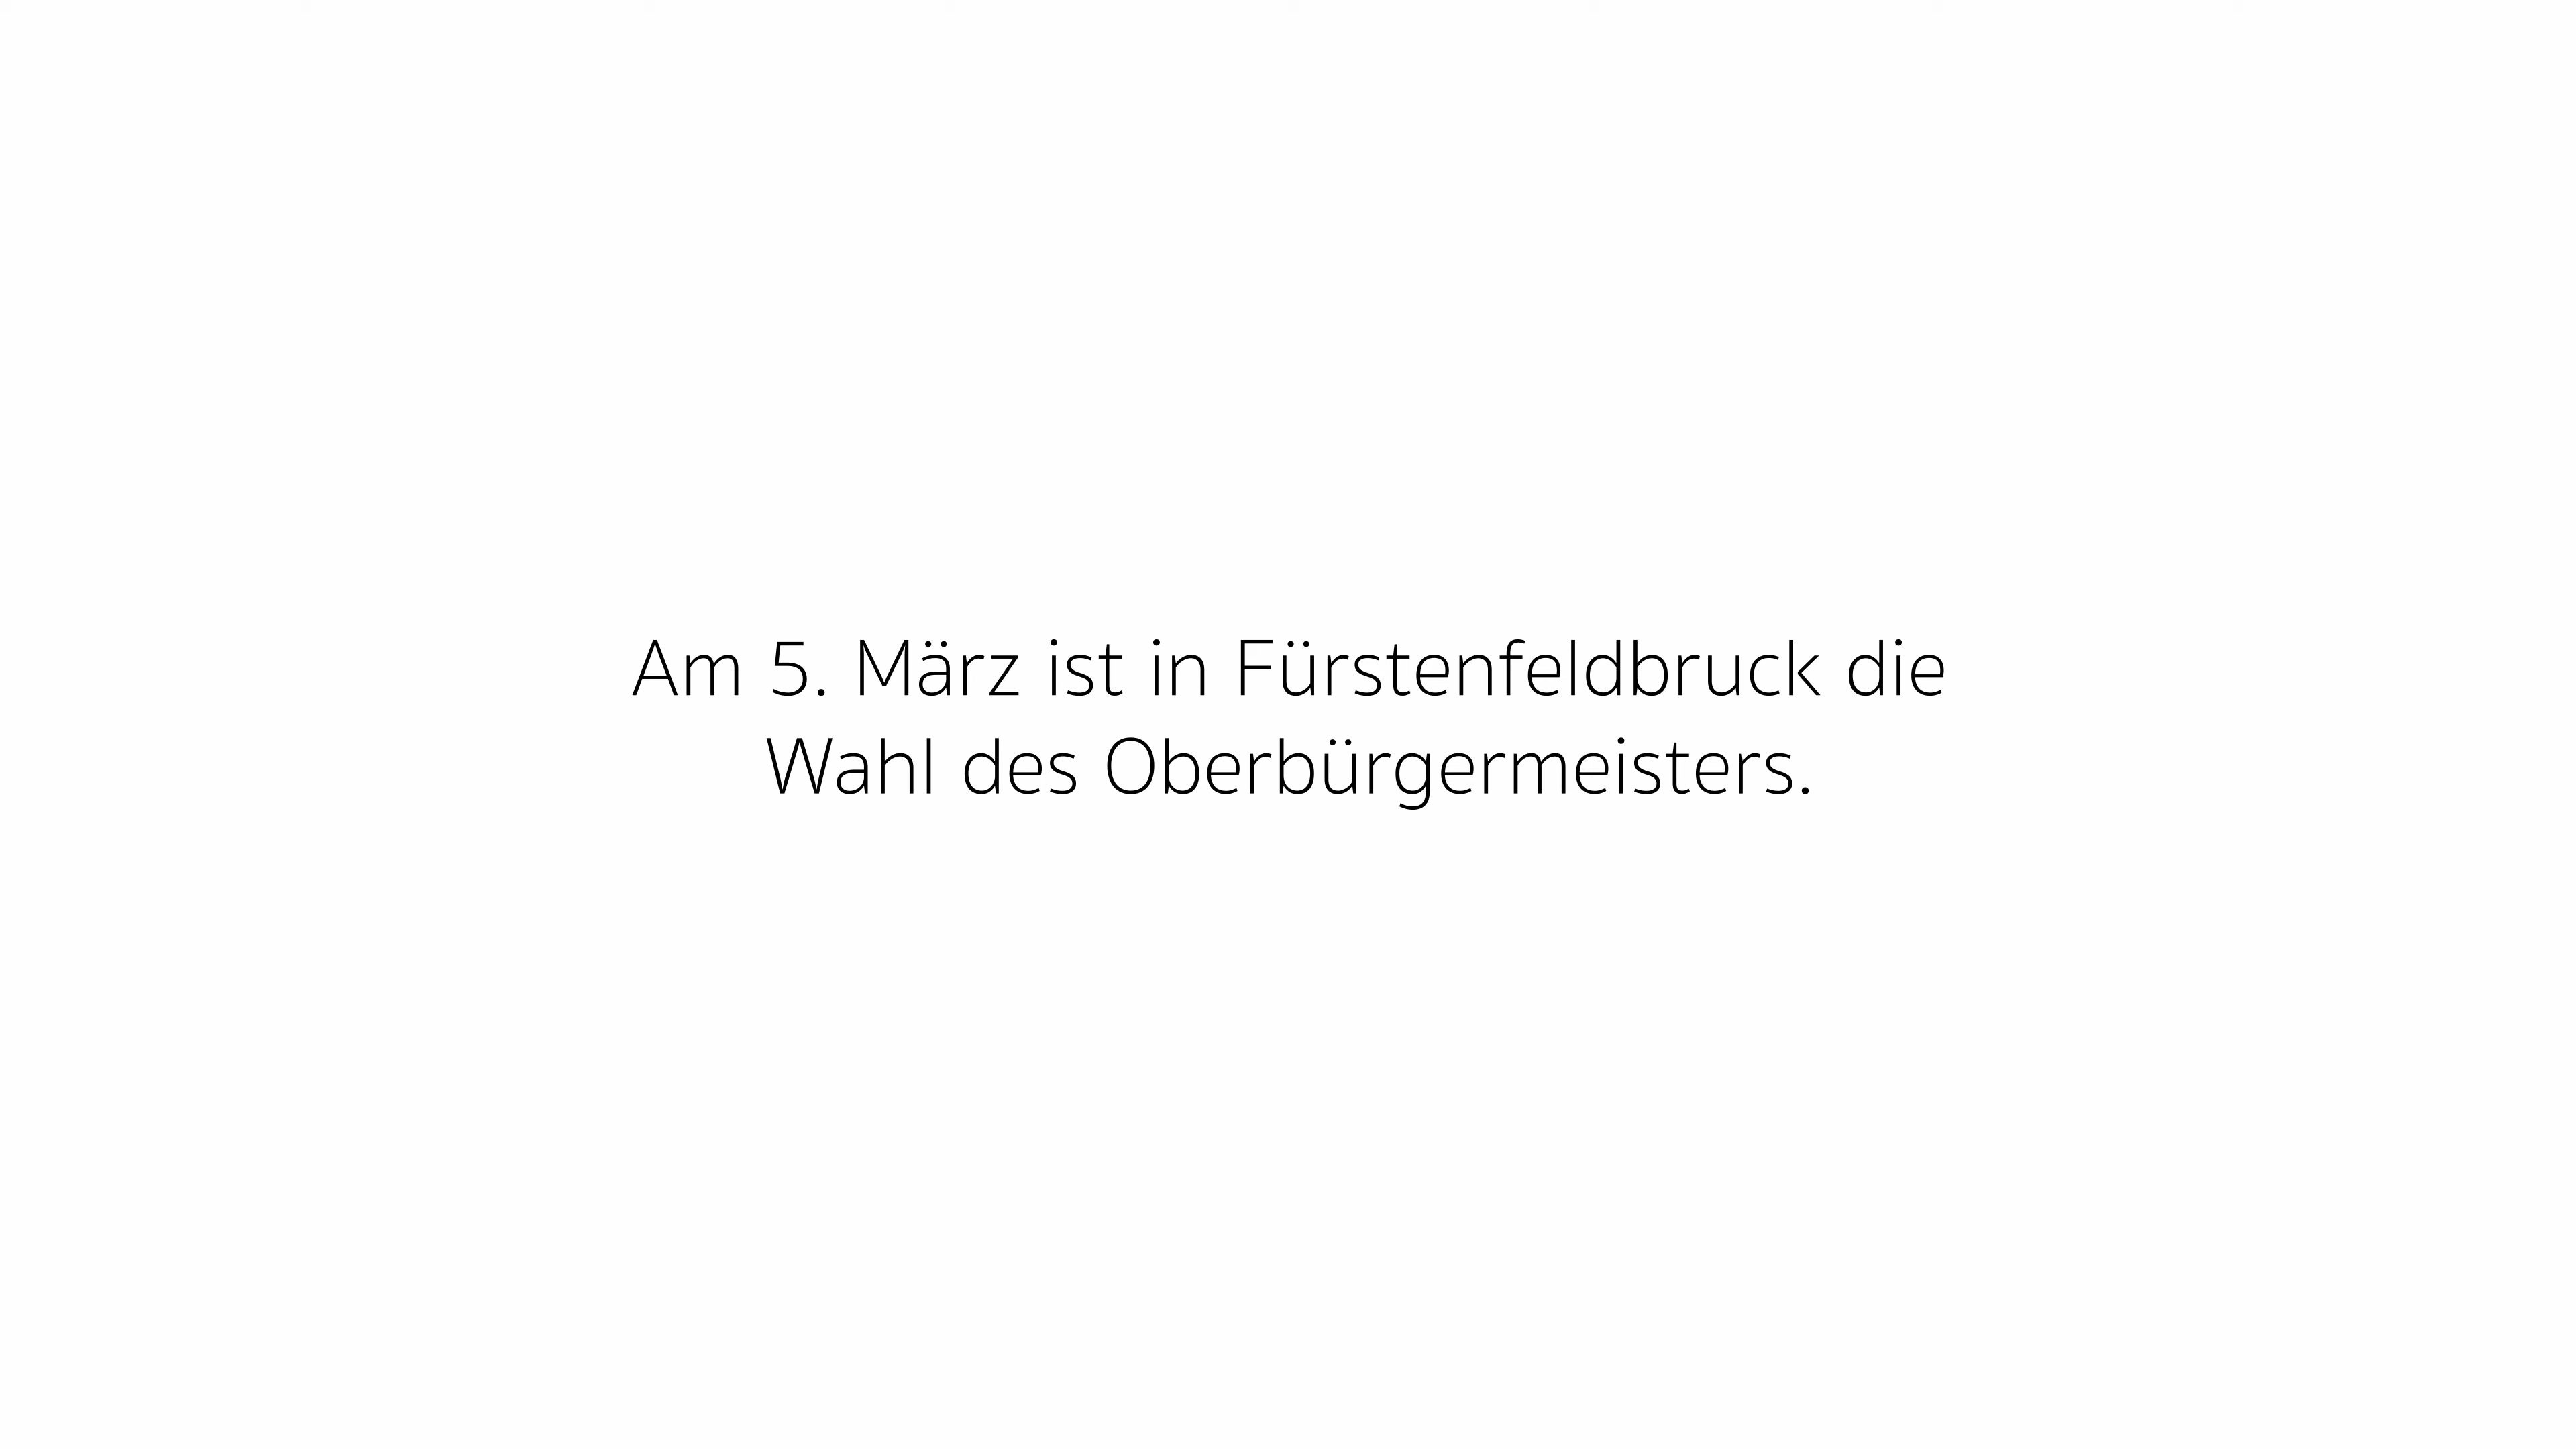 Am 5. März ist in Fürstenfeldbruck die
Wahl des Oberbürgermeisters.